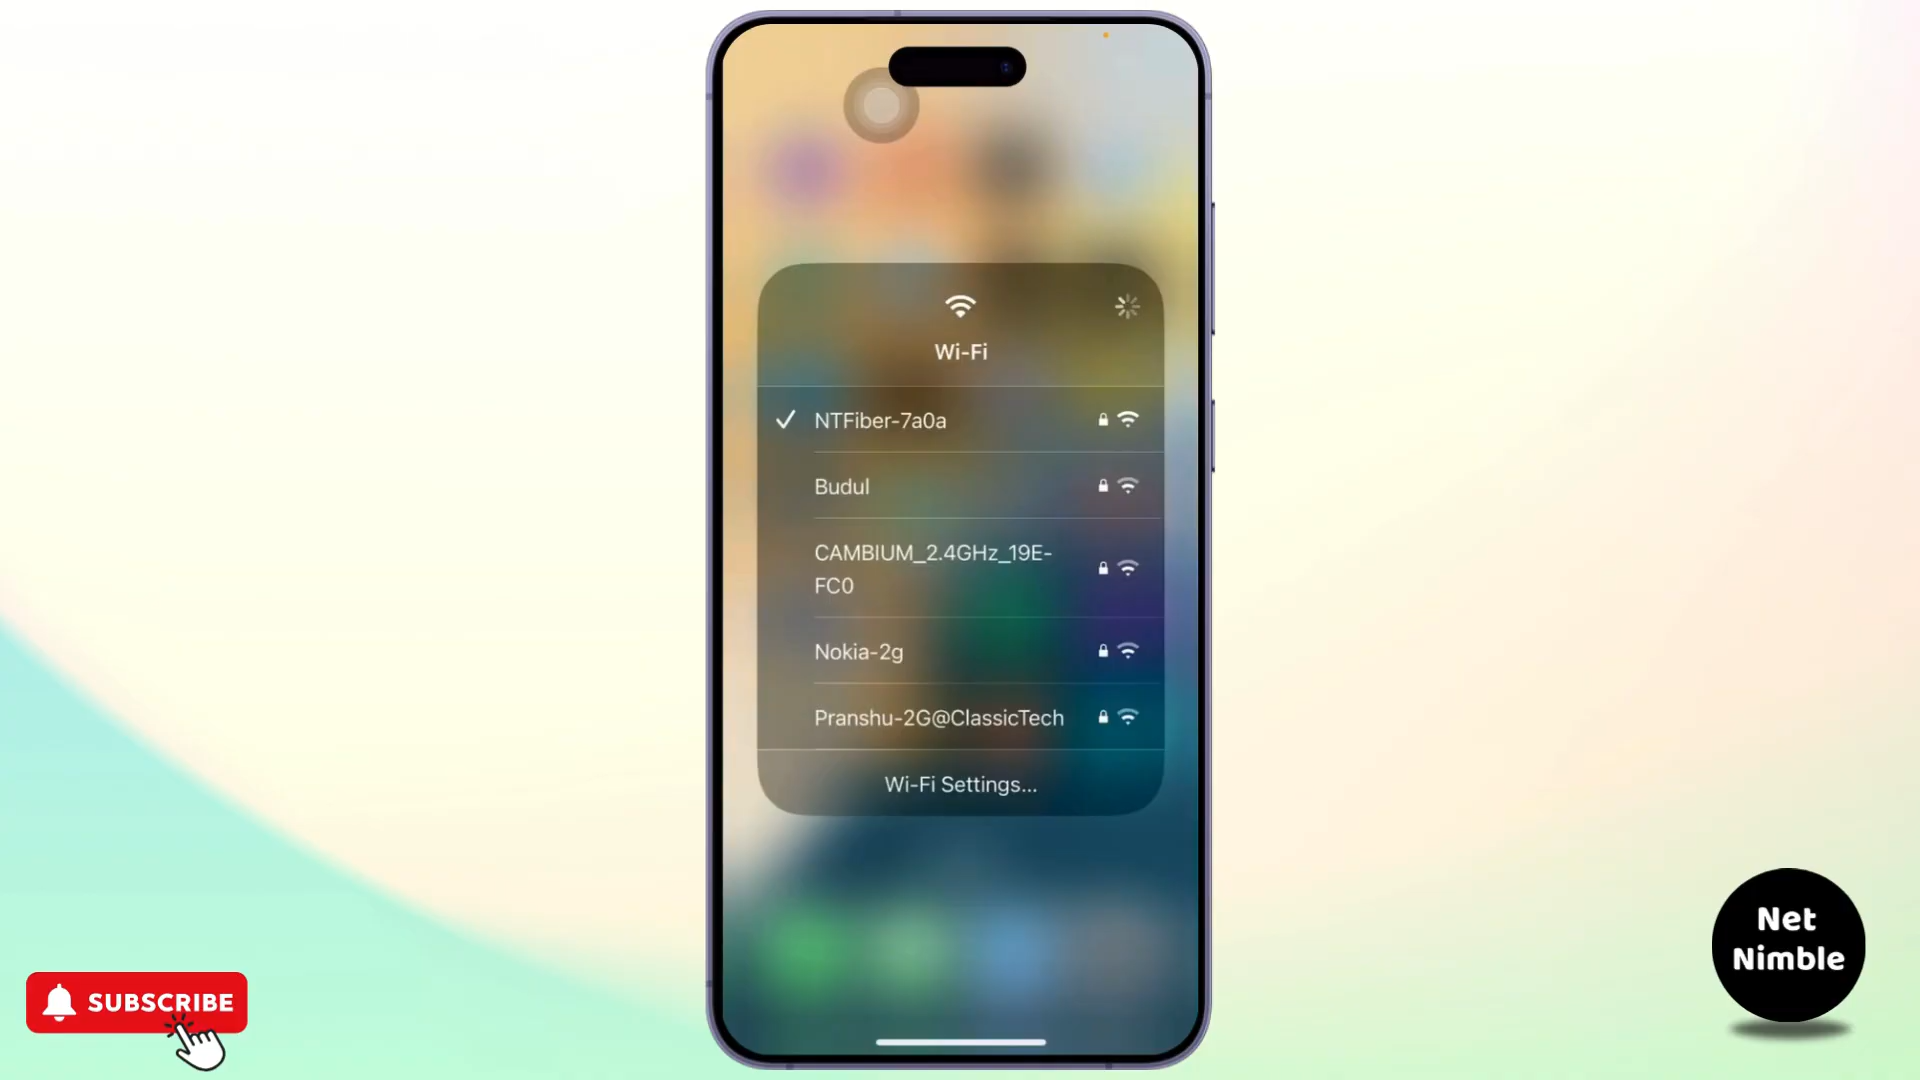 Wi-Fi
NTFiber-7a0a
Budul
CAMBIUM_2.4GHz_19E-
FC0
Nokia-2g
Pranshu-2G@ClassicTech
Wi-Fi Settings...
SUBSCRIBE
Net
Nimble